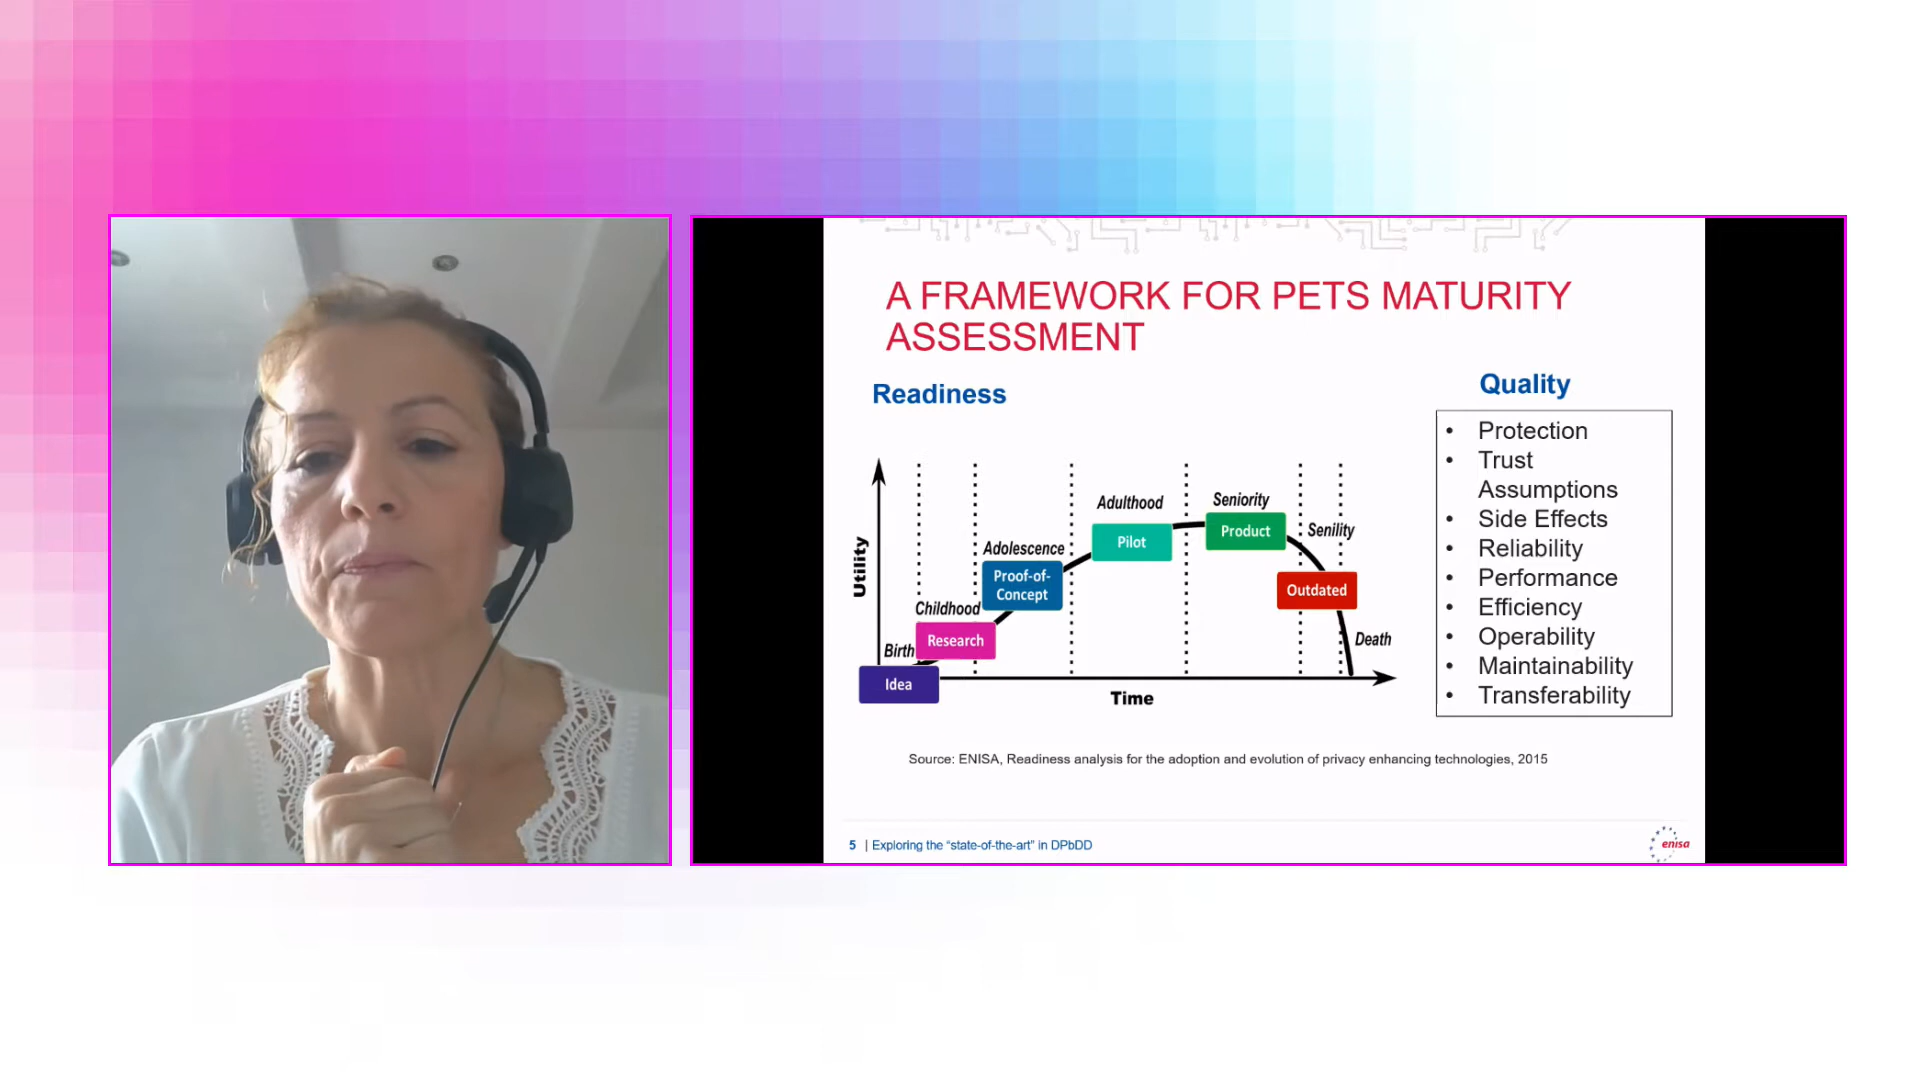 A FRAMEWORK FOR PETS MATURITY
ASSESSMENT
Readiness
Utility
Birth
Idea
Childhood
Research
Adolescence
Proof-of-
Concept
Adulthood
Pilot
Seniority
Product
Senility
Outdated
Death
Time
Quality
• Protection
• Trust
Assumptions
• Side Effects
• Reliability
• Performance
• Efficiency
• Operability
• Maintainability
• Transferability
Source: ENISA, Readiness analysis for the adoption and evolution of privacy enhancing technologies, 2015
5 | Exploring the “state-of-the-art” in DPbDD
enisa